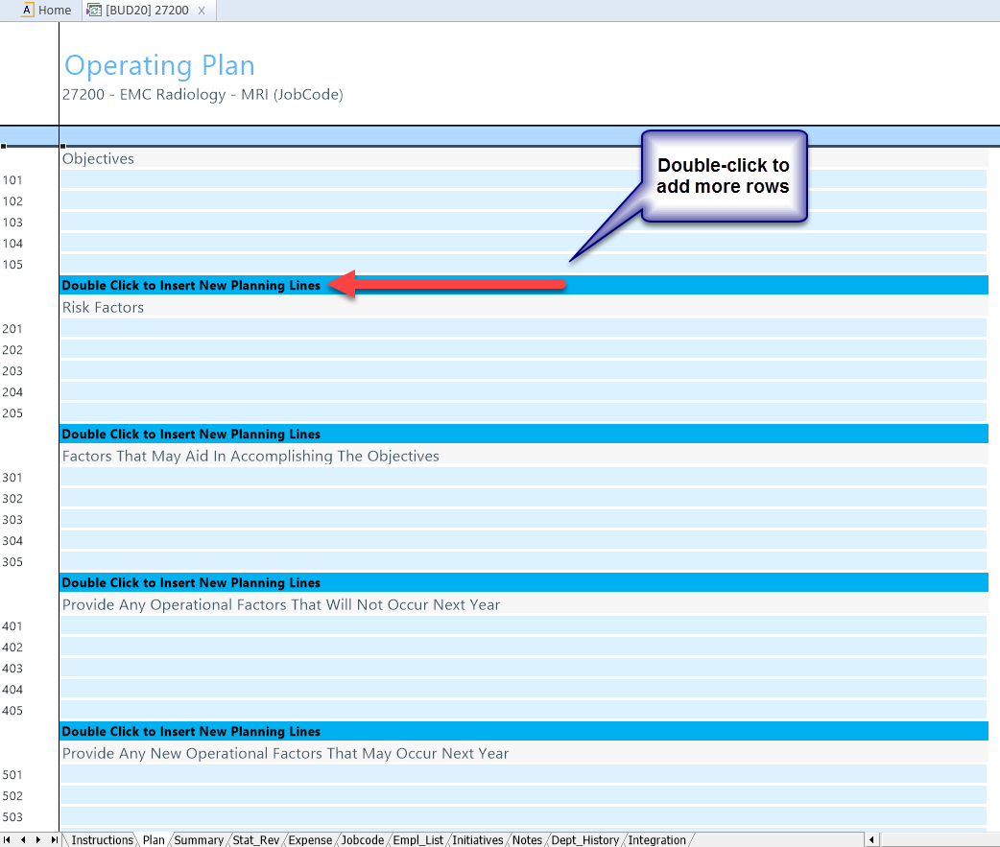 A Home [BUD20] 27200 X
Operating Plan
27200 - EMC Radiology - MRI (JobCode)
Objectives
Double-click to
add more rows
101
102
103
104
105
Double Click to Insert New Planning Lines
Risk Factors
201
202
203
204
205
Double Click to Insert New Planning Lines
Factors That May Aid In Accomplishing The Objectives
301
302
303
304
305
Double Click to Insert New Planning Lines
Provide Any Operational Factors That Will Not Occur Next Year
401
402
403
404
405
Double Click to Insert New Planning Lines
Provide Any New Operational Factors That May Occur Next Year
501
502
503
Instructions Plan Summary Stat_Rev Expense Jobcode Empl_List Initiatives Notes Dept_History Integration